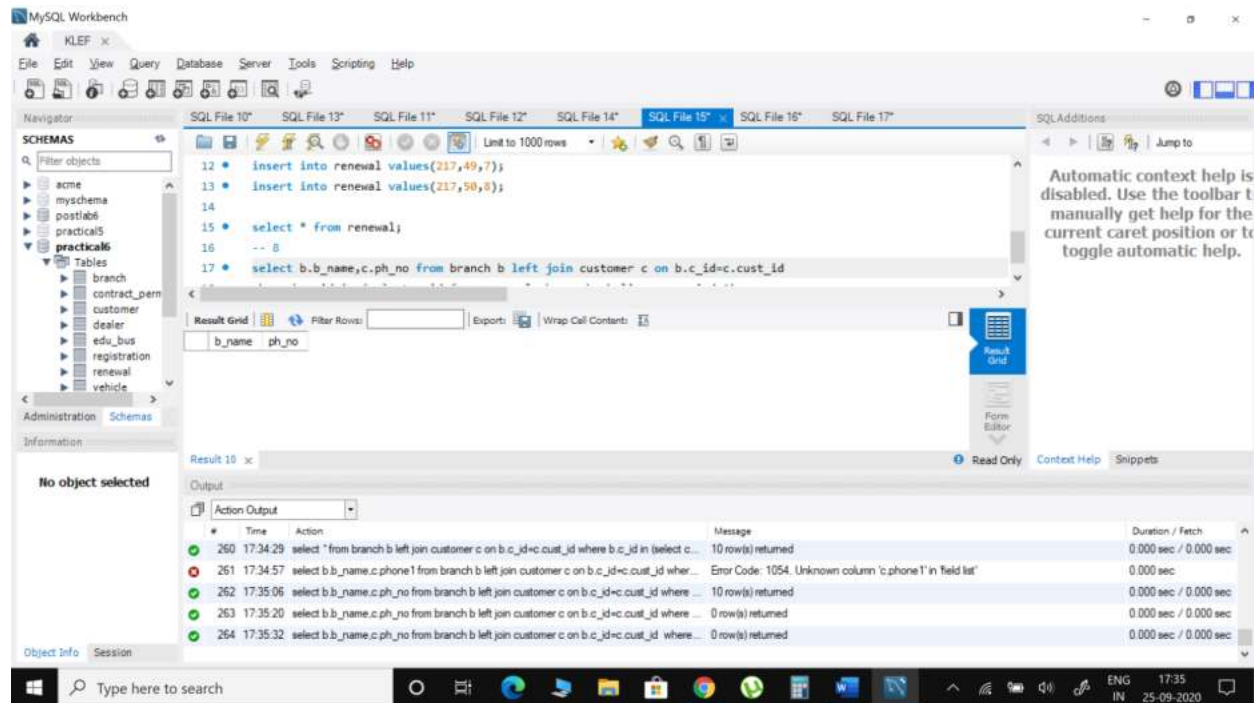 MySQL Workbench
KLEF ×
File Edit View Query Database Server Tools Scripting Help
Navigator
SCHEMAS
Filter objects
acme
myschema
postlab6
practical5
practical6
Tables
branch
contract_perm
customer
dealer
edu_bus
registration
renewal
vehicle
Administration Schemas
Information
No object selected
Object Info Session
SQL File 10* SQL File 13* SQL File 11* SQL File 12* SQL File 14* SQL File 15* × SQL File 16* SQL File 17*
Limit to 1000 rows
12 insert into renewal values(217,49,7);
13 insert into renewal values(217,50,8);
14
15 select * from renewal;
16 -- 8
17 select b.b_name,c.ph_no from branch b left join customer c on b.c_id=c.cust_id
Result Grid Filter Rows: Export: Wrap Cell Content:
b_name ph_no
Result Grid
Form Editor
Result 10 × Read Only
Output
Action Output
# Time Action Message Duration / Fetch
260 17:34:29 select * from branch b left join customer c on b.c_id=c.cust_id where b.c_id in (select c... 10 row(s) returned 0.000 sec / 0.000 sec
261 17:34:57 select b.b_name,c.phone1 from branch b left join customer c on b.c_id=c.cust_id wher... Error Code: 1054. Unknown column 'c.phone1' in 'field list' 0.000 sec
262 17:35:06 select b.b_name,c.ph_no from branch b left join customer c on b.c_id=c.cust_id where ... 10 row(s) returned 0.000 sec / 0.000 sec
263 17:35:20 select b.b_name,c.ph_no from branch b left join customer c on b.c_id=c.cust_id where ... 0 row(s) returned 0.000 sec / 0.000 sec
264 17:35:32 select b.b_name,c.ph_no from branch b left join customer c on b.c_id=c.cust_id where... 0 row(s) returned 0.000 sec / 0.000 sec
SQLAdditions
Jump to
Automatic context help is
disabled. Use the toolbar t
manually get help for the
current caret position or to
toggle automatic help.
Context Help Snippets
Type here to search
ENG
IN
17:35
25-09-2020